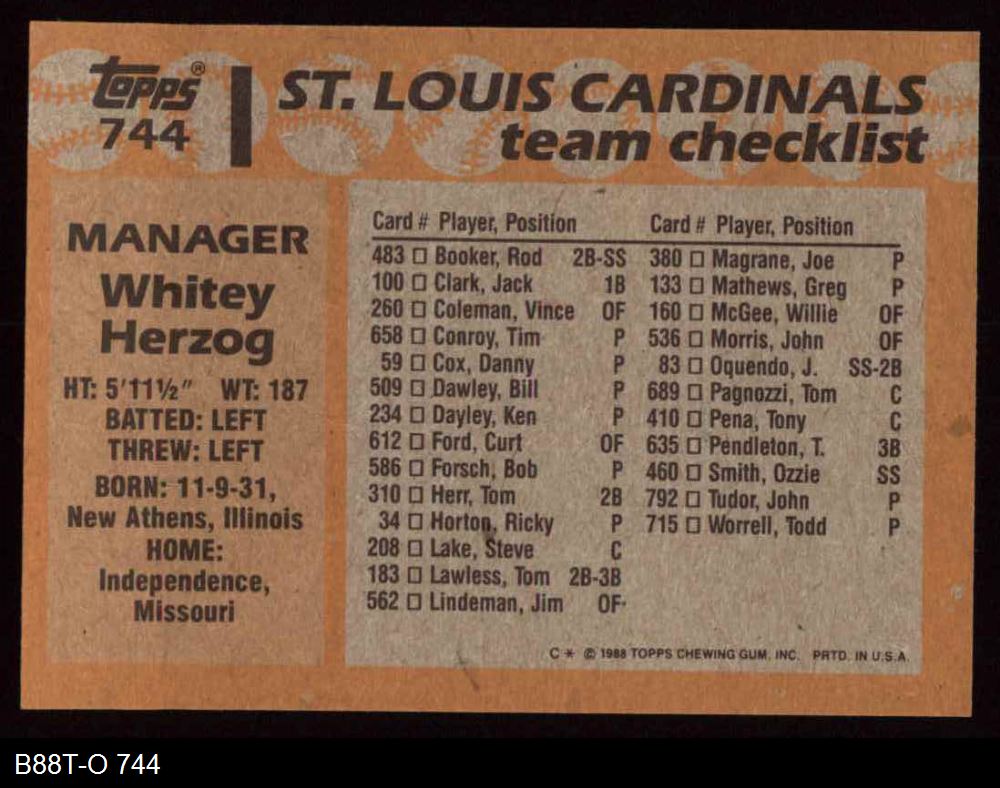 topps®
744
ST. LOUIS CARDINALS
team checklist
MANAGER
Whitey
Herzog
HT: 5'11½" WT: 187
BATTED: LEFT
THREW: LEFT
BORN: 11-9-31,
New Athens, Illinois
HOME:
Independence,
Missouri
Card # Player, Position
483 ☐ Booker, Rod 2B-SS
100 ☐ Clark, Jack 1B
260 ☐ Coleman, Vince OF
658 ☐ Conroy, Tim P
59 ☐ Cox, Danny P
509 ☐ Dawley, Bill P
234 ☐ Dayley, Ken P
612 ☐ Ford, Curt OF
586 ☐ Forsch, Bob P
310 ☐ Herr, Tom 2B
34 ☐ Horton, Ricky P
208 ☐ Lake, Steve C
183 ☐ Lawless, Tom 2B-3B
562 ☐ Lindeman, Jim OF
Card # Player, Position
380 ☐ Magrane, Joe P
133 ☐ Mathews, Greg P
160 ☐ McGee, Willie OF
536 ☐ Morris, John OF
83 ☐ Oquendo, J. SS-2B
689 ☐ Pagnozzi, Tom C
410 ☐ Pena, Tony C
635 ☐ Pendleton, T. 3B
460 ☐ Smith, Ozzie SS
792 ☐ Tudor, John P
715 ☐ Worrell, Todd P
C * © 1988 TOPPS CHEWING GUM, INC. PRTD. IN U.S.A.
B88T-O 744